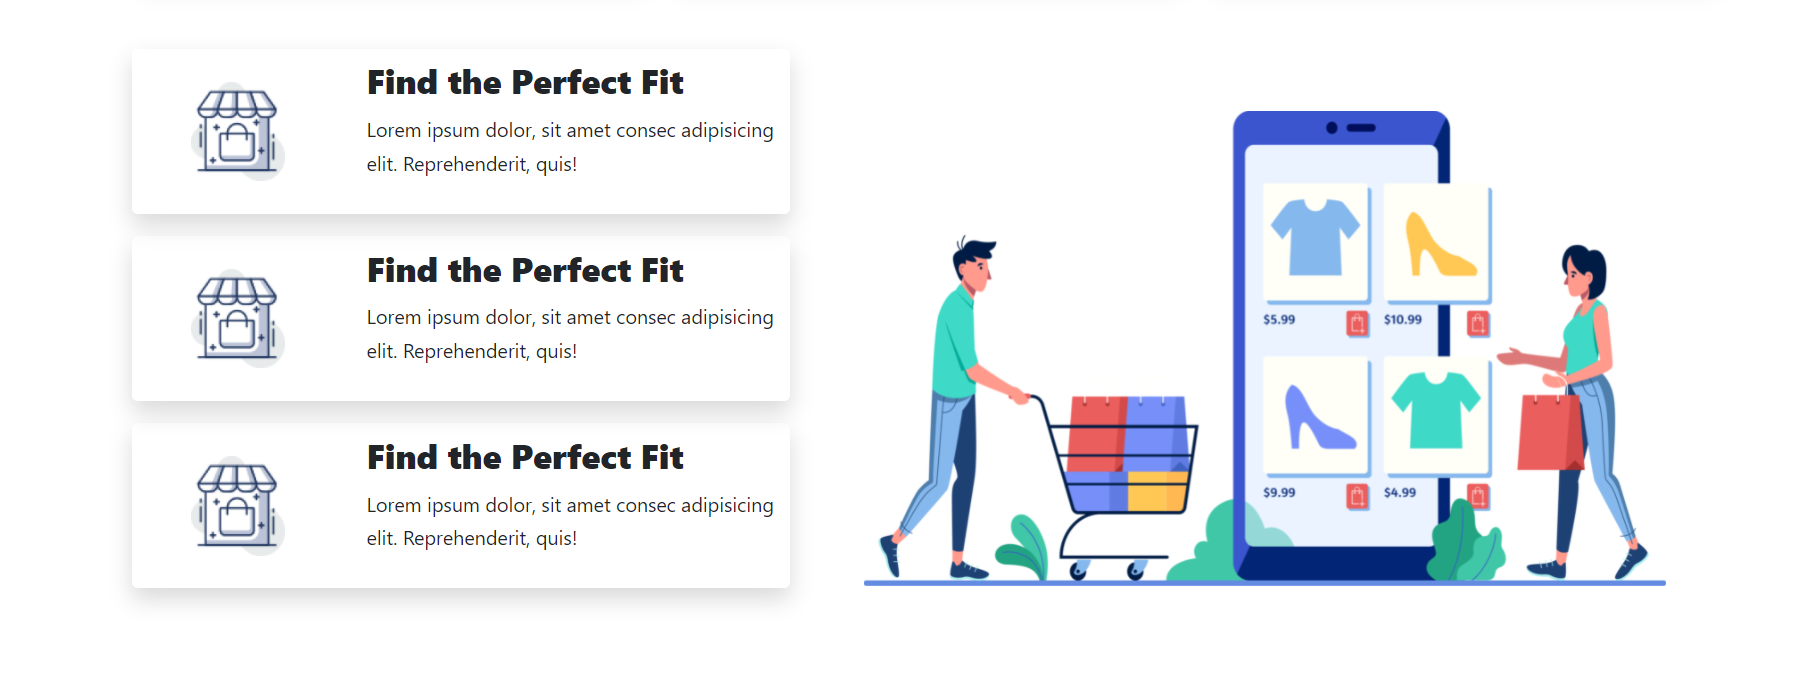 Find the Perfect Fit
Lorem ipsum dolor, sit amet consec adipisicing
elit. Reprehenderit, quis!
Find the Perfect Fit
Lorem ipsum dolor, sit amet consec adipisicing
elit. Reprehenderit, quis!
Find the Perfect Fit
Lorem ipsum dolor, sit amet consec adipisicing
elit. Reprehenderit, quis!
$5.99
$10.99
$9.99
$4.99